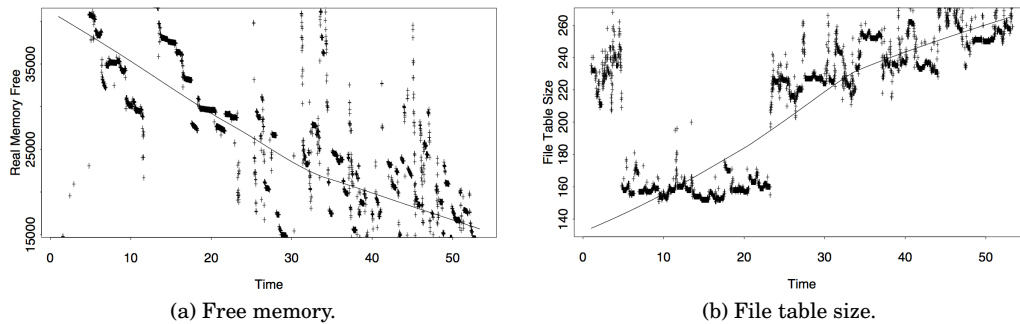 Real Memory Free
35000
25000
15000
0 10 20 30 40 50
Time
(a) Free memory.
File Table Size
260
240
220
200
180
160
140
0 10 20 30 40 50
Time
(b) File table size.